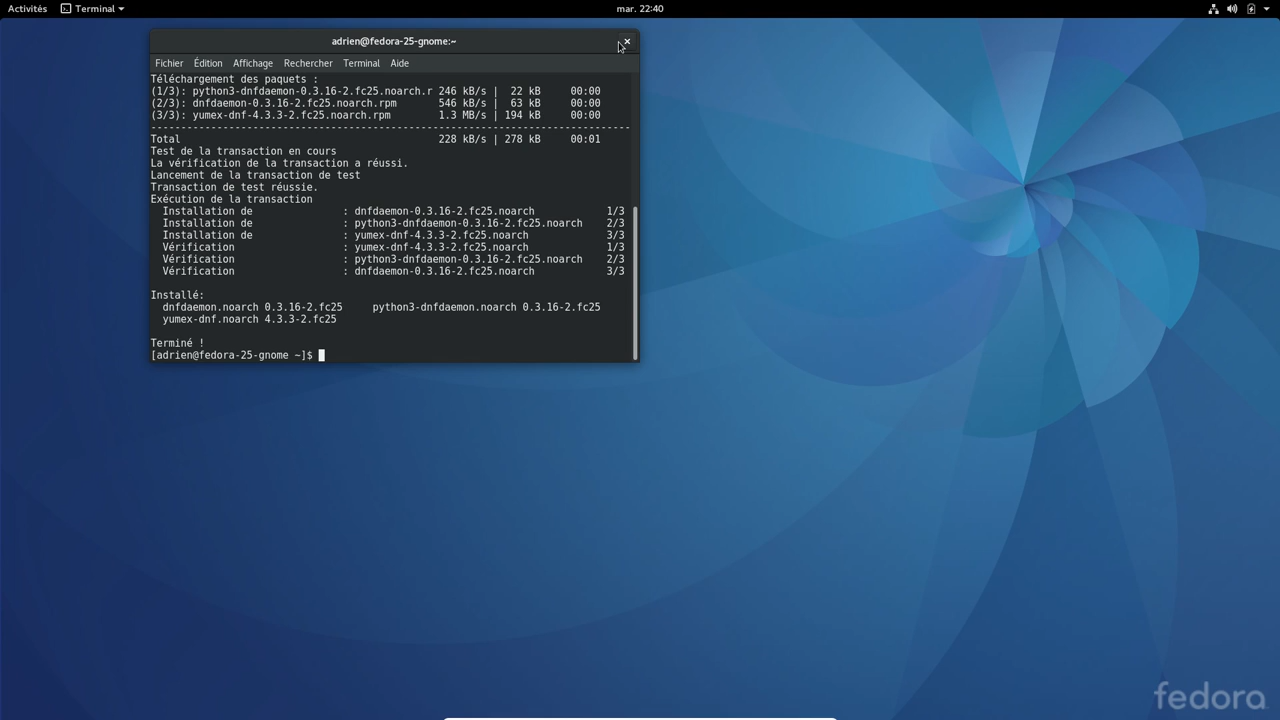 Activités Terminal mar. 22:40
adrien@fedora-25-gnome:~
Fichier Édition Affichage Rechercher Terminal Aide
Téléchargement des paquets :
(1/3): python3-dnfdaemon-0.3.16-2.fc25.noarch.r 246 kB/s | 22 kB 00:00
(2/3): dnfdaemon-0.3.16-2.fc25.noarch.rpm 546 kB/s | 63 kB 00:00
(3/3): yumex-dnf-4.3.3-2.fc25.noarch.rpm 1.3 MB/s | 194 kB 00:00
--------------------------------------------------------------------------------
Total 228 kB/s | 278 kB 00:01
Test de la transaction en cours
La vérification de la transaction a réussi.
Lancement de la transaction de test
Transaction de test réussie.
Exécution de la transaction
Installation de : dnfdaemon-0.3.16-2.fc25.noarch 1/3
Installation de : python3-dnfdaemon-0.3.16-2.fc25.noarch 2/3
Installation de : yumex-dnf-4.3.3-2.fc25.noarch 3/3
Vérification : yumex-dnf-4.3.3-2.fc25.noarch 1/3
Vérification : python3-dnfdaemon-0.3.16-2.fc25.noarch 2/3
Vérification : dnfdaemon-0.3.16-2.fc25.noarch 3/3
Installé:
dnfdaemon.noarch 0.3.16-2.fc25 python3-dnfdaemon.noarch 0.3.16-2.fc25
yumex-dnf.noarch 4.3.3-2.fc25
Terminé !
[adrien@fedora-25-gnome ~]$
fedora